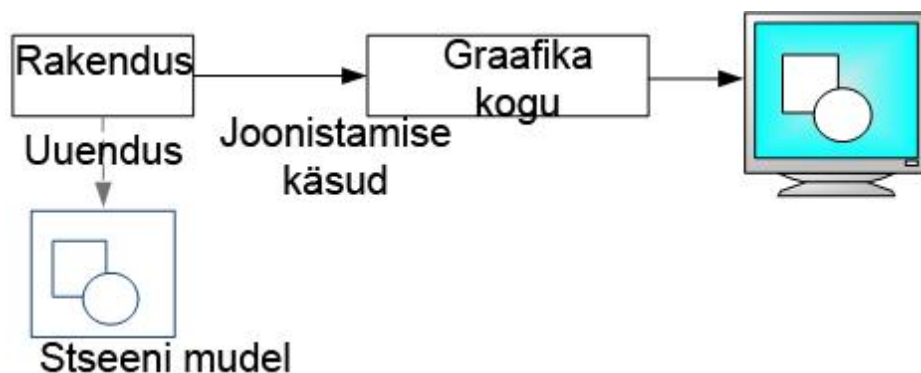 Rakendus
Graafika
kogu
Uuendus
Joonistamise
käsud
Stseeni mudel